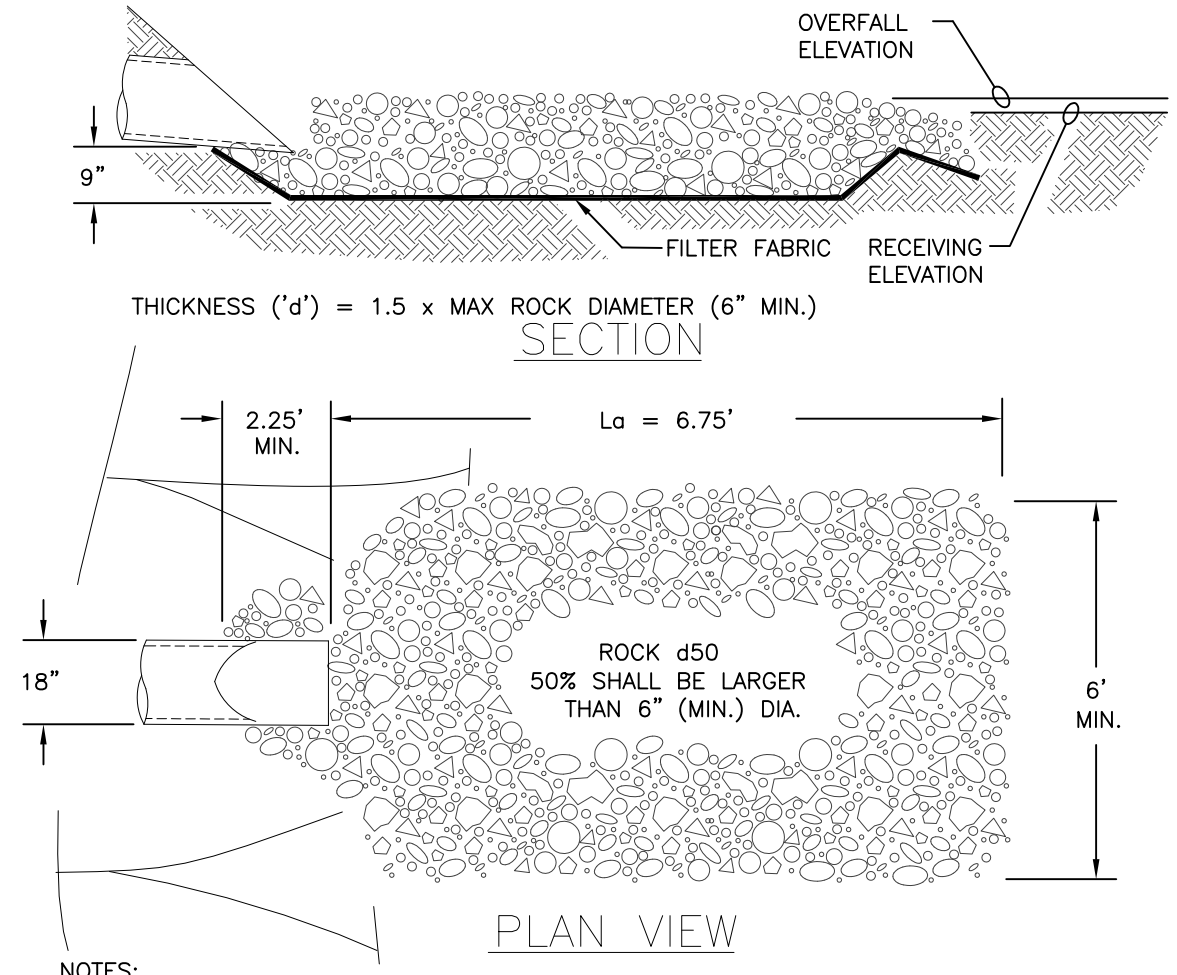 OVERFALL
ELEVATION
9”
FILTER FABRIC
RECEIVING
ELEVATION
THICKNESS ('d') = 1.5 x MAX ROCK DIAMETER (6” MIN.)
SECTION
2.25'
MIN.
La = 6.75'
18”
ROCK d50
50% SHALL BE LARGER
THAN 6” (MIN.) DIA.
6'
MIN.
PLAN VIEW
NOTES: